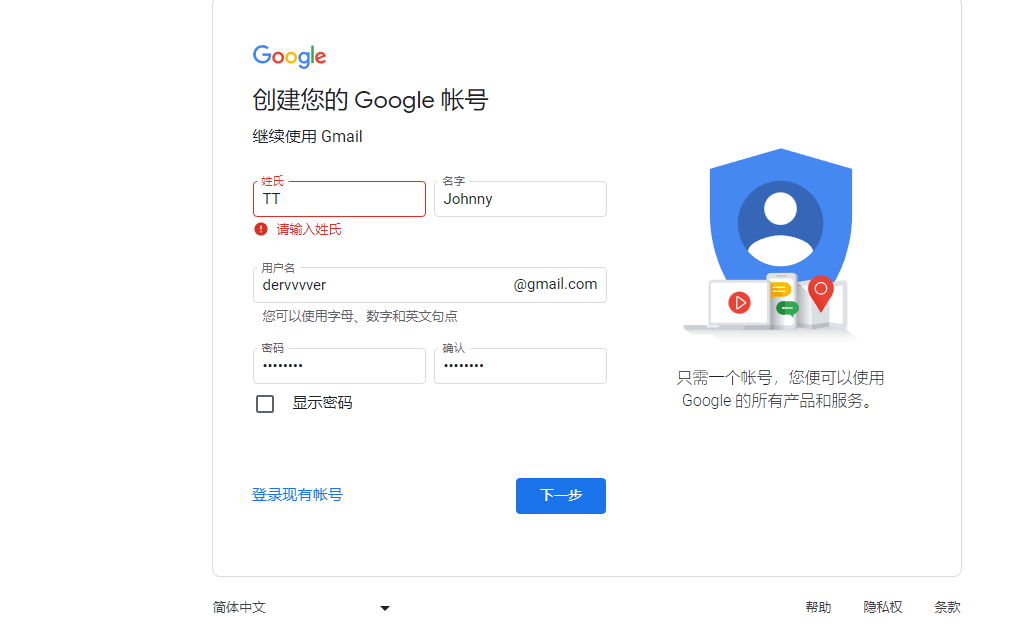 Google
创建您的 Google 帐号
继续使用 Gmail
姓氏 名字
TT Johnny
请输入姓氏
用户名
dervvvver @gmail.com
您可以使用字母、数字和英文句点
密码 确认
•••••••• ••••••••
显示密码
只需一个帐号，您便可以使用
Google 的所有产品和服务。
登录现有帐号 下一步
简体中文 帮助 隐私权 条款